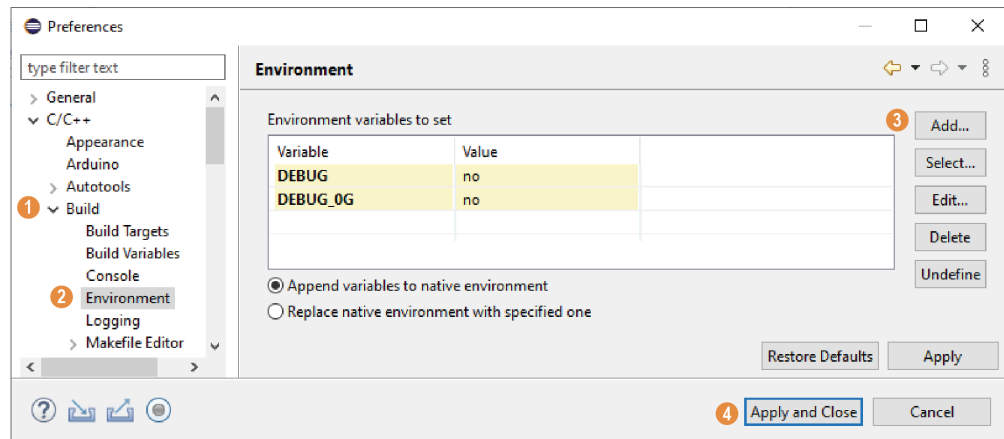 Preferences
type filter text
General
C/C++
Appearance
Arduino
Autotools
1 Build
Build Targets
Build Variables
Console
2 Environment
Logging
Makefile Editor
Environment
Environment variables to set
Variable Value
DEBUG no
DEBUG_0G no
3 Add...
Select...
Edit...
Delete
Undefine
Append variables to native environment
Replace native environment with specified one
Restore Defaults Apply
? 4 Apply and Close Cancel